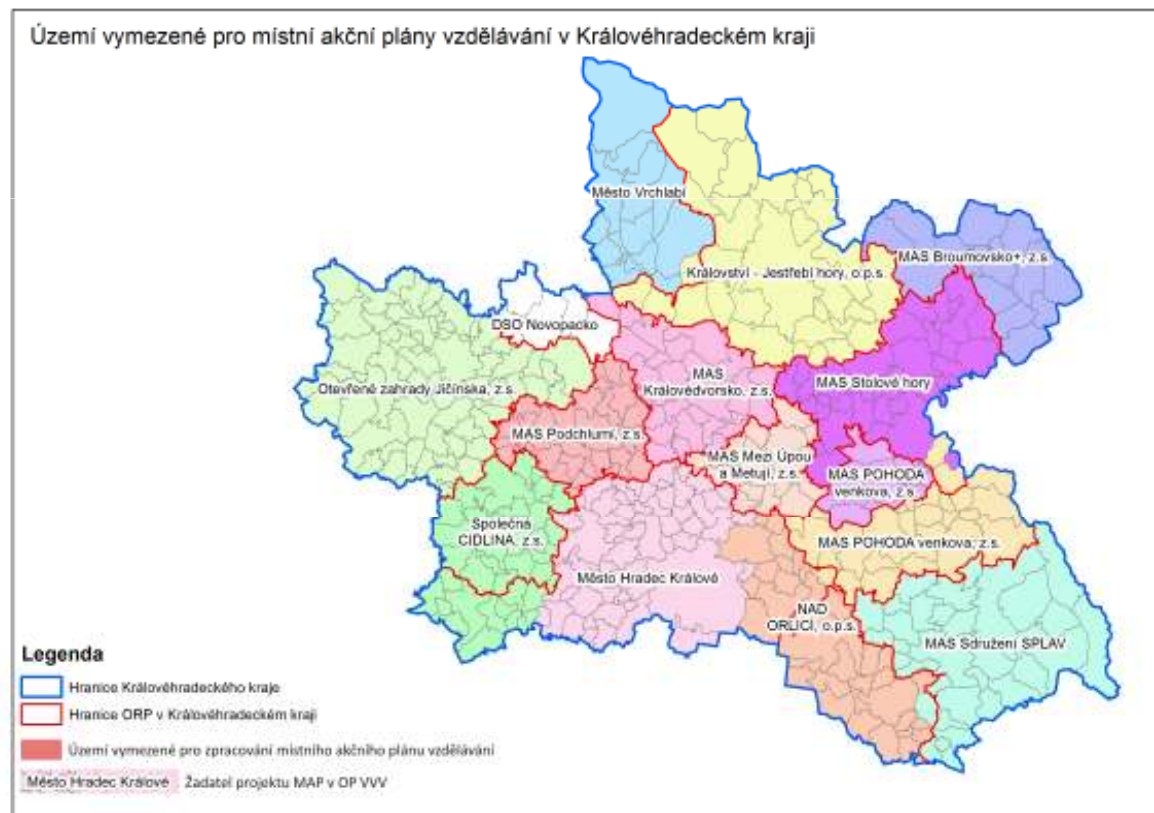 Území vymezené pro místní akční plány vzdělávání v Královéhradeckém kraji
Město Vrchlabí
MAS Broumovsko+, z.s.
Království - Jestřebí hory, o.p.s.
DSO Novopacko
Otevřené zahrady Jičínska, z.s.
MAS
Královédvorsko, z.s.
MAS Stolové hory
MAS Podchlumí, z.s.
MAS Mezi Úpou
a Metují, z.s.
MAS POHODA
venkova, z.s.
Společná
CIDLINA, z.s.
MAS POHODA venkova, z.s.
Město Hradec Králové
NAD
ORLICÍ, o.p.s.
MAS Sdružení SPLAV
Legenda
Hranice Královéhradeckého kraje
Hranice ORP v Královéhradeckém kraji
Území vymezené pro zpracování místního akčního plánu vzdělávání
Město Hradec Králové Žadatel projektu MAP v OP VVV